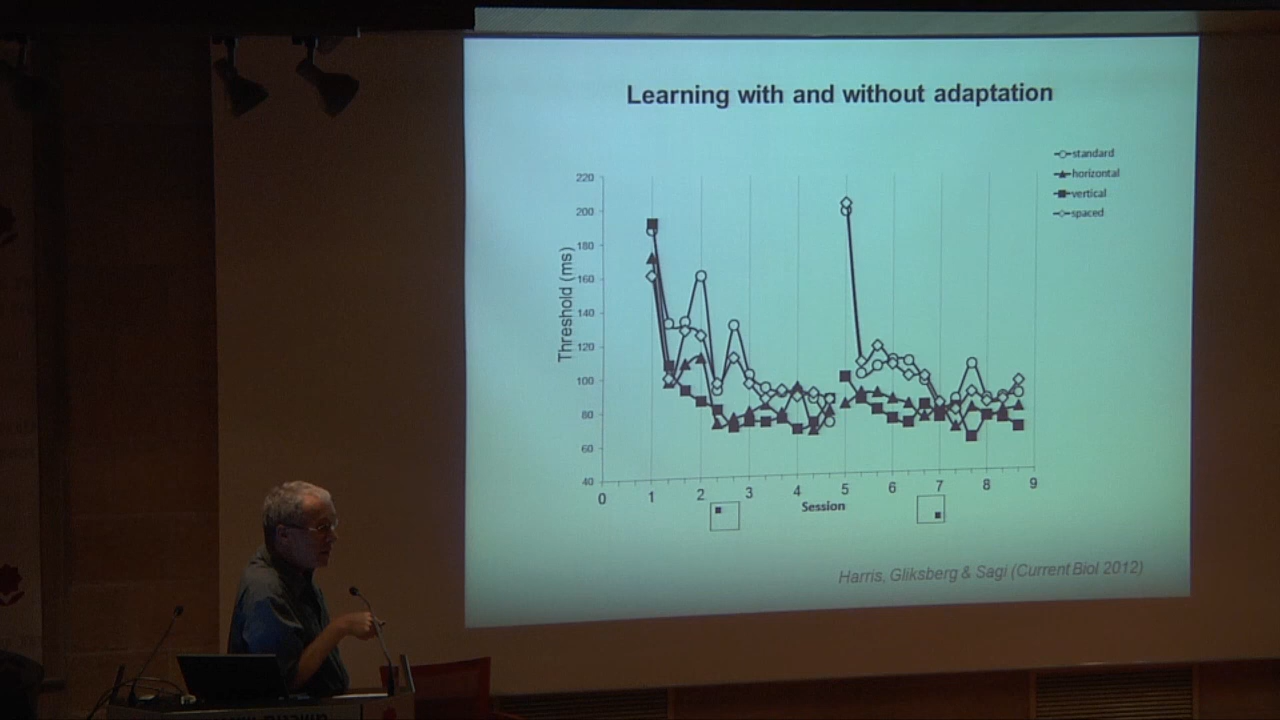 Learning with and without adaptation
standard
horizontal
vertical
spaced
220
200
180
160
140
120
100
80
60
40
Threshold (ms)
0 1 2 3 4 5 6 7 8 9
Session
Harris, Gliksberg & Sagi (Current Biol 2012)